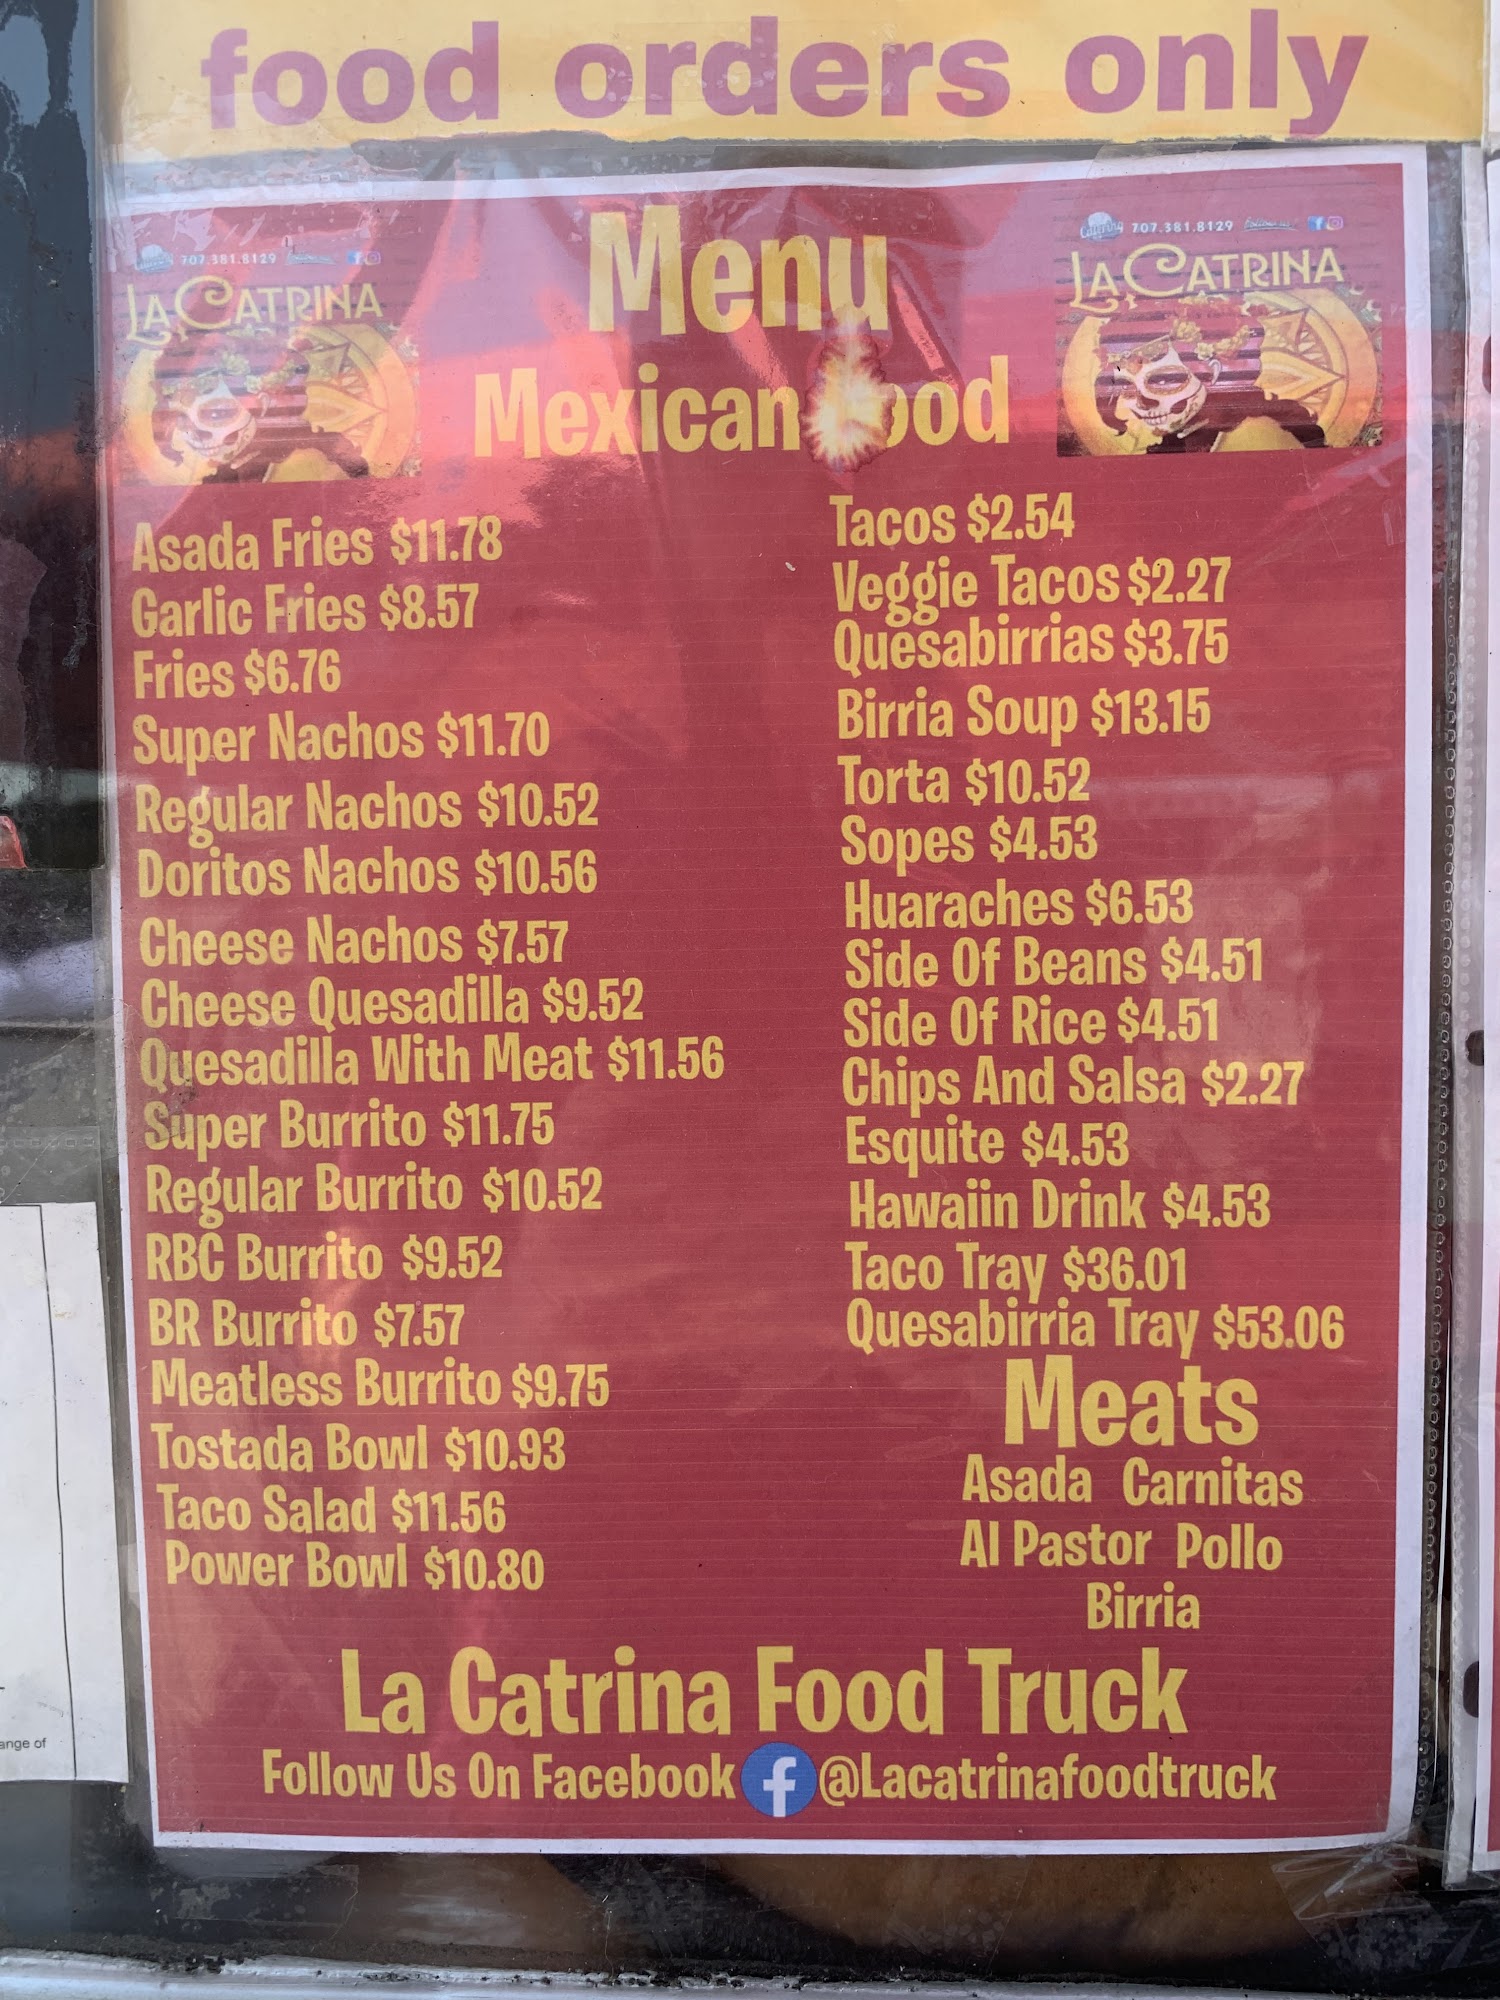 food orders only
707.381.8129
LA CATRINA
Menu
Mexican ood
Catering 707.381.8129
LA CATRINA
Asada Fries $11.78
Garlic Fries $8.57
Fries $6.76
Super Nachos $11.70
Regular Nachos $10.52
Doritos Nachos $10.56
Cheese Nachos $7.57
Cheese Quesadilla $9.52
Quesadilla With Meat $11.56
Super Burrito $11.75
Regular Burrito $10.52
RBC Burrito $9.52
BR Burrito $7.57
Meatless Burrito $9.75
Tostada Bowl $10.93
Taco Salad $11.56
Power Bowl $10.80
Tacos $2.54
Veggie Tacos $2.27
Quesabirrias $3.75
Birria Soup $13.15
Torta $10.52
Sopes $4.53
Huaraches $6.53
Side Of Beans $4.51
Side Of Rice $4.51
Chips And Salsa $2.27
Esquite $4.53
Hawaiin Drink $4.53
Taco Tray $36.01
Quesabirria Tray $53.06
Meats
Asada Carnitas
Al Pastor Pollo
Birria
La Catrina Food Truck
Follow Us On Facebook f @Lacatrinafoodtruck
ange of